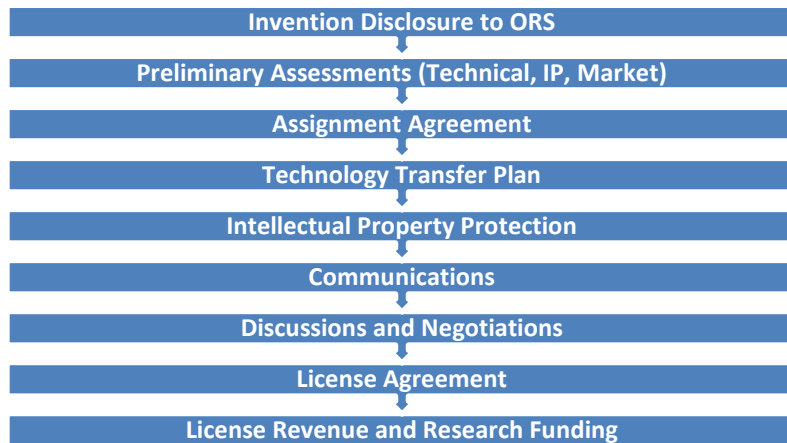 Invention Disclosure to ORS
Preliminary Assessments (Technical, IP, Market)
Assignment Agreement
Technology Transfer Plan
Intellectual Property Protection
Communications
Discussions and Negotiations
License Agreement
License Revenue and Research Funding